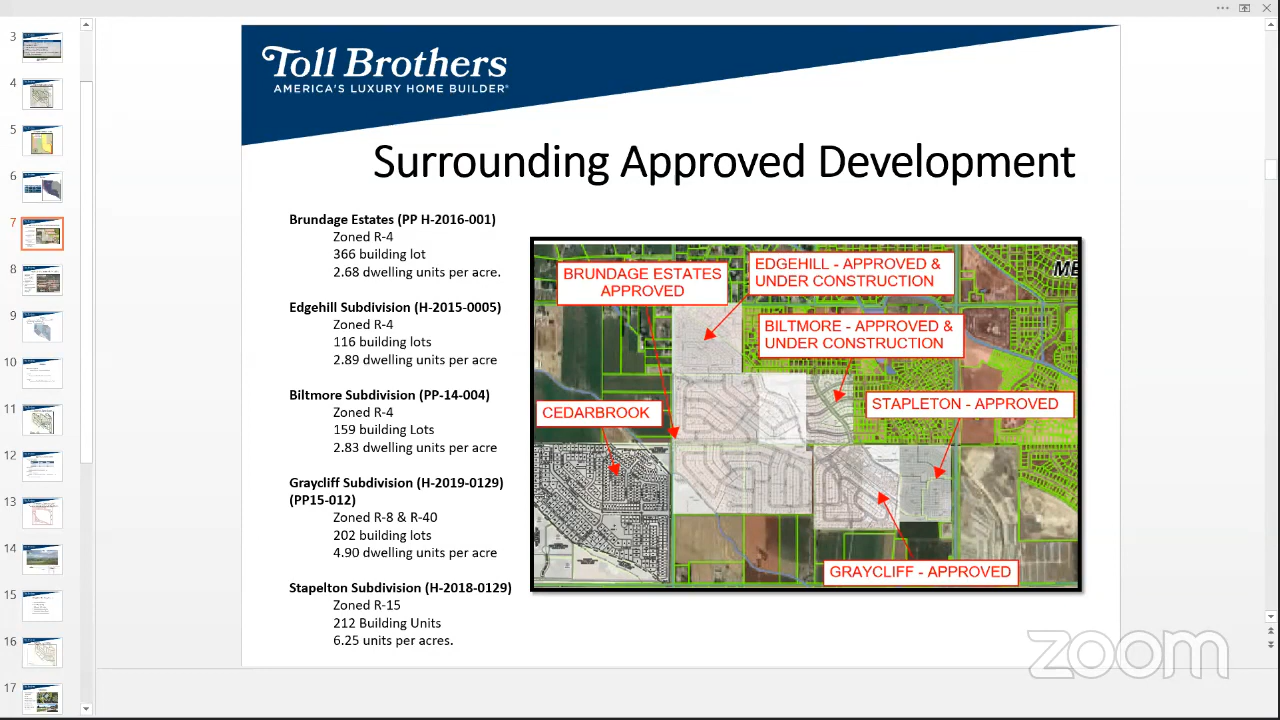 Toll Brothers
AMERICA'S LUXURY HOME BUILDER®
Surrounding Approved Development
Brundage Estates (PP H-2016-001)
Zoned R-4
366 building lot
2.68 dwelling units per acre.
Edgehill Subdivision (H-2015-0005)
Zoned R-4
116 building lots
2.89 dwelling units per acre
Biltmore Subdivision (PP-14-004)
Zoned R-4
159 building Lots
2.83 dwelling units per acre
Graycliff Subdivision (H-2019-0129)
(PP15-012)
Zoned R-8 & R-40
202 building lots
4.90 dwelling units per acre
Stapelton Subdivision (H-2018-0129)
Zoned R-15
212 Building Units
6.25 units per acres.
BRUNDAGE ESTATES
APPROVED
EDGEHILL - APPROVED &
UNDER CONSTRUCTION
ME
BILTMORE - APPROVED &
UNDER CONSTRUCTION
CEDARBROOK
STAPLETON - APPROVED
GRAYCLIFF - APPROVED
zoom
3
4
5
6
7
8
9
10
11
12
13
14
15
16
17